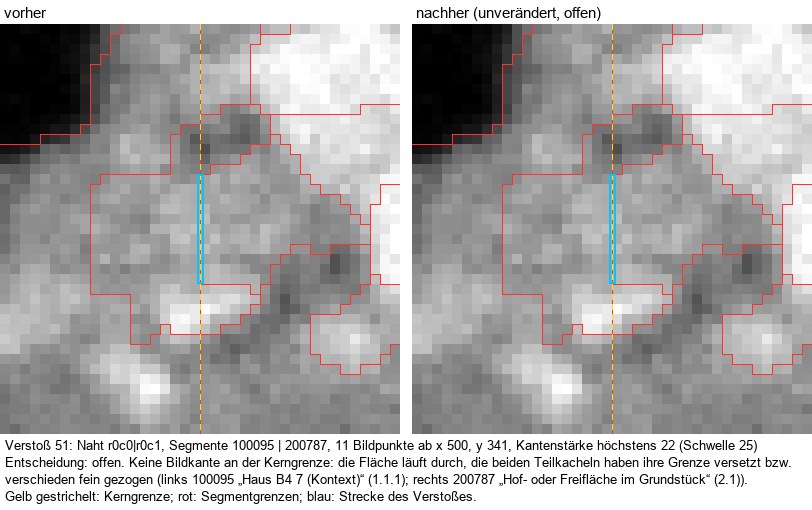 vorher
nachher (unverändert, offen)
Verstoß 51: Naht r0c0|r0c1, Segmente 100095 | 200787, 11 Bildpunkte ab x 500, y 341, Kantenstärke höchstens 22 (Schwelle 25)
Entscheidung: offen. Keine Bildkante an der Kerngrenze: die Fläche läuft durch, die beiden Teilkacheln haben ihre Grenze versetzt bzw.
verschieden fein gezogen (links 100095 „Haus B4 7 (Kontext)“ (1.1.1); rechts 200787 „Hof- oder Freifläche im Grundstück“ (2.1)).
Gelb gestrichelt: Kerngrenze; rot: Segmentgrenzen; blau: Strecke des Verstoßes.